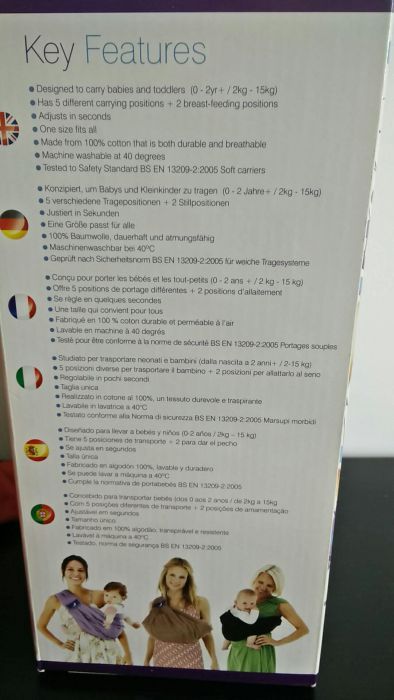 Key Features
• Designed to carry babies and toddlers (0 - 2yr+ / 2kg - 15kg)
• Has 5 different carrying positions + 2 breast-feeding positions
• Adjusts in seconds
• One size fits all
• Made from 100% cotton that is both durable and breathable
• Machine washable at 40 degrees
• Tested to Safety Standard BS EN 13209-2:2005 Soft carriers
• Konzipiert, um Babys und Kleinkinder zu tragen (0 - 2 Jahre+ / 2kg - 15kg)
• 5 verschiedene Tragepositionen + 2 Stillpositionen
• Justiert in Sekunden
• Eine Größe passt für alle
• 100% Baumwolle, dauerhaft und atmungsfähig
• Maschinenwaschbar bei 40°C
• Geprüft nach Sicherheitsnorm BS EN 13209-2:2005 für weiche Tragesysteme
• Conçu pour porter les bébés et les tout-petits (0 - 2 ans + / 2 kg - 15 kg)
• Offre 5 positions de portage différentes + 2 positions d'allaitement
• Se règle en quelques secondes
• Une taille qui convient pour tous
• Fabriqué en 100 % coton durable et perméable à l'air
• Lavable en machine à 40 degrés
• Testé pour être conforme à la norme de sécurité BS EN 13209-2:2005 Portages souples
• Studiato per trasportare neonati e bambini (dalla nascita a 2 anni+ / 2-15 kg)
• 5 posizioni diverse per trasportare il bambino + 2 posizioni per allattarlo al seno
• Regolabile in pochi secondi
• Taglia unica
• Realizzato in cotone al 100%, un tessuto durevole e traspirante
• Lavabile in lavatrice a 40°C
• Testato conforme alla Norma di sicurezza BS EN 13209-2:2005 Marsupi morbidi
• Diseñado para llevar a bebés y niños (0-2 años / 2kg – 15 kg)
• Tiene 5 posiciones de transporte + 2 para dar el pecho
• Se ajusta en segundos
• Talla única
• Fabricado en algodón 100%, lavable y duradero
• Se puede lavar a máquina a 40°C
• Cumple la normativa de portabebés BS EN 13209-2:2005
• Concebido para transportar bebés (dos 0 aos 2 anos / de 2kg a 15kg)
• Com 5 posições diferentes de transporte + 2 posições de amamentação
• Ajustável em segundos
• Tamanho único
• Fabricado em 100% algodão, transpirável e resistente
• Lavável à máquina a 40°C
• Testado, norma de segurança BS EN 13209-2:2005